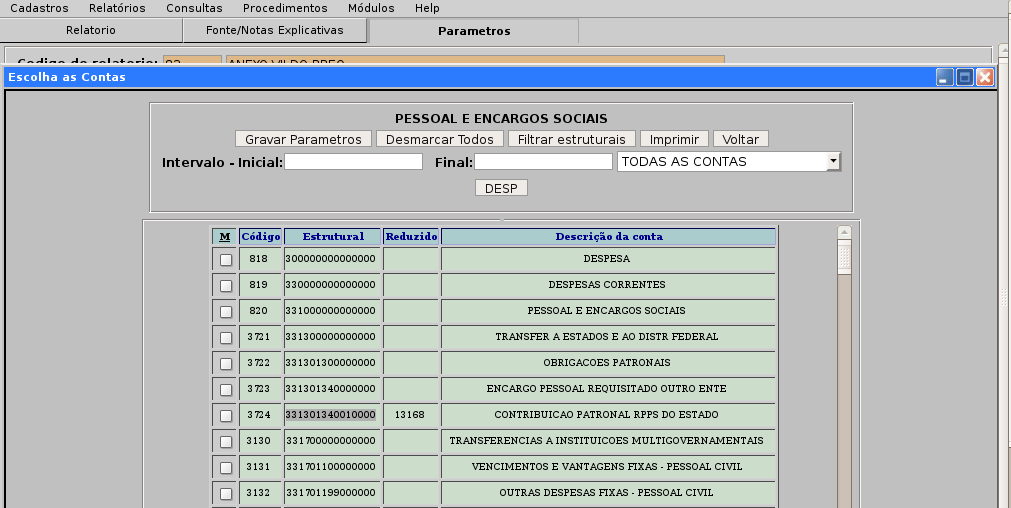 Cadastros Relatórios Consultas Procedimentos Módulos Help
Relatorio Fonte/Notas Explicativas Parametros
Codigo do relatorio:
Escolha as Contas
PESSOAL E ENCARGOS SOCIAIS
Gravar Parametros Desmarcar Todos Filtrar estruturais Imprimir Voltar
Intervalo - Inicial: Final: TODAS AS CONTAS
DESP
M Código Estrutural Reduzido Descrição da conta
818 300000000000000 DESPESA
819 330000000000000 DESPESAS CORRENTES
820 331000000000000 PESSOAL E ENCARGOS SOCIAIS
3721 331300000000000 TRANSFER A ESTADOS E AO DISTR FEDERAL
3722 331301300000000 OBRIGACOES PATRONAIS
3723 331301340000000 ENCARGO PESSOAL REQUISITADO OUTRO ENTE
3724 331301340010000 13168 CONTRIBUICAO PATRONAL RPPS DO ESTADO
3130 331700000000000 TRANSFERENCIAS A INSTITUICOES MULTIGOVERNAMENTAIS
3131 331701100000000 VENCIMENTOS E VANTAGENS FIXAS - PESSOAL CIVIL
3132 331701199000000 OUTRAS DESPESAS FIXAS - PESSOAL CIVIL